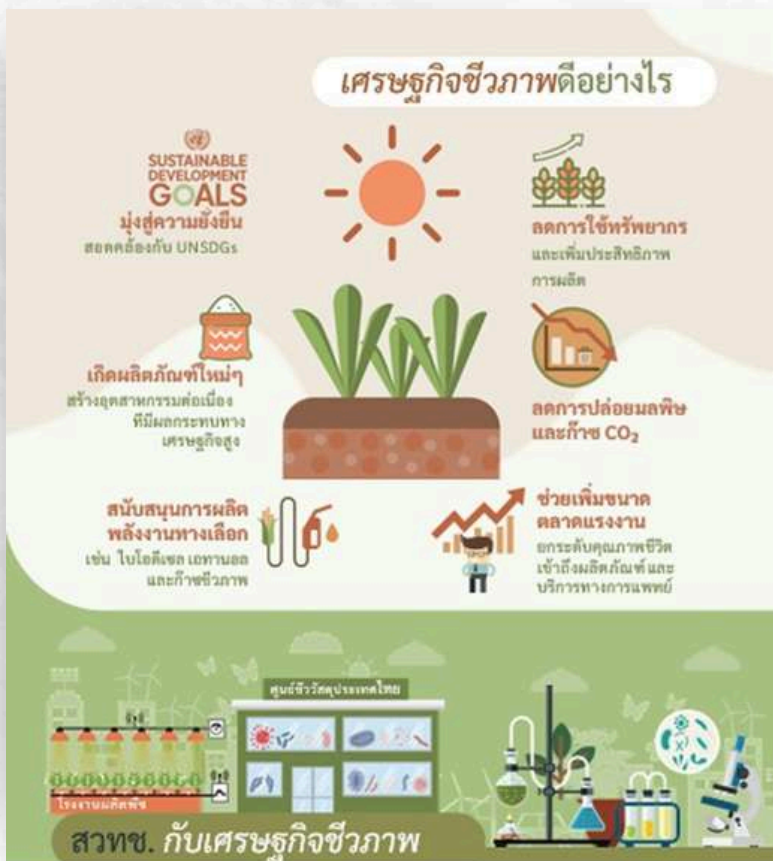 เศรษฐกิจชีวภาพดีอย่างไร
SUSTAINABLE
DEVELOPMENT
GOALS
มุ่งสู่ความยั่งยืน
สอดคล้องกับ UNSDGs
ลดการใช้ทรัพยากร
และเพิ่มประสิทธิภาพ
การผลิต
เกิดผลิตภัณฑ์ใหม่ๆ
สร้างอุตสาหกรรมต่อเนื่อง
ที่มีผลกระทบทาง
เศรษฐกิจสูง
ลดการปล่อยมลพิษ
และก๊าซ CO₂
สนับสนุนการผลิต
พลังงานทางเลือก
เช่น ไบโอดีเซล เอทานอล
และก๊าซชีวภาพ
ช่วยเพิ่มขนาด
ตลาดแรงงาน
ยกระดับคุณภาพชีวิต
เข้าถึงผลิตภัณฑ์และ
บริการทางการแพทย์
ศูนย์ชีววัสดุประเทศไทย
โรงงานผลิตพืช
สวทช. กับเศรษฐกิจชีวภาพ